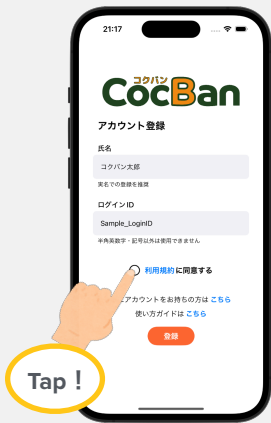 21:17
コクバン
CocBan
アカウント登録
氏名
コクバン太郎
実名での登録を推奨
ログインID
Sample_LoginID
半角英数字・記号以外は使用できません
利用規約 に同意する
アカウントをお持ちの方は こちら
使い方ガイドは こちら
登録
Tap！